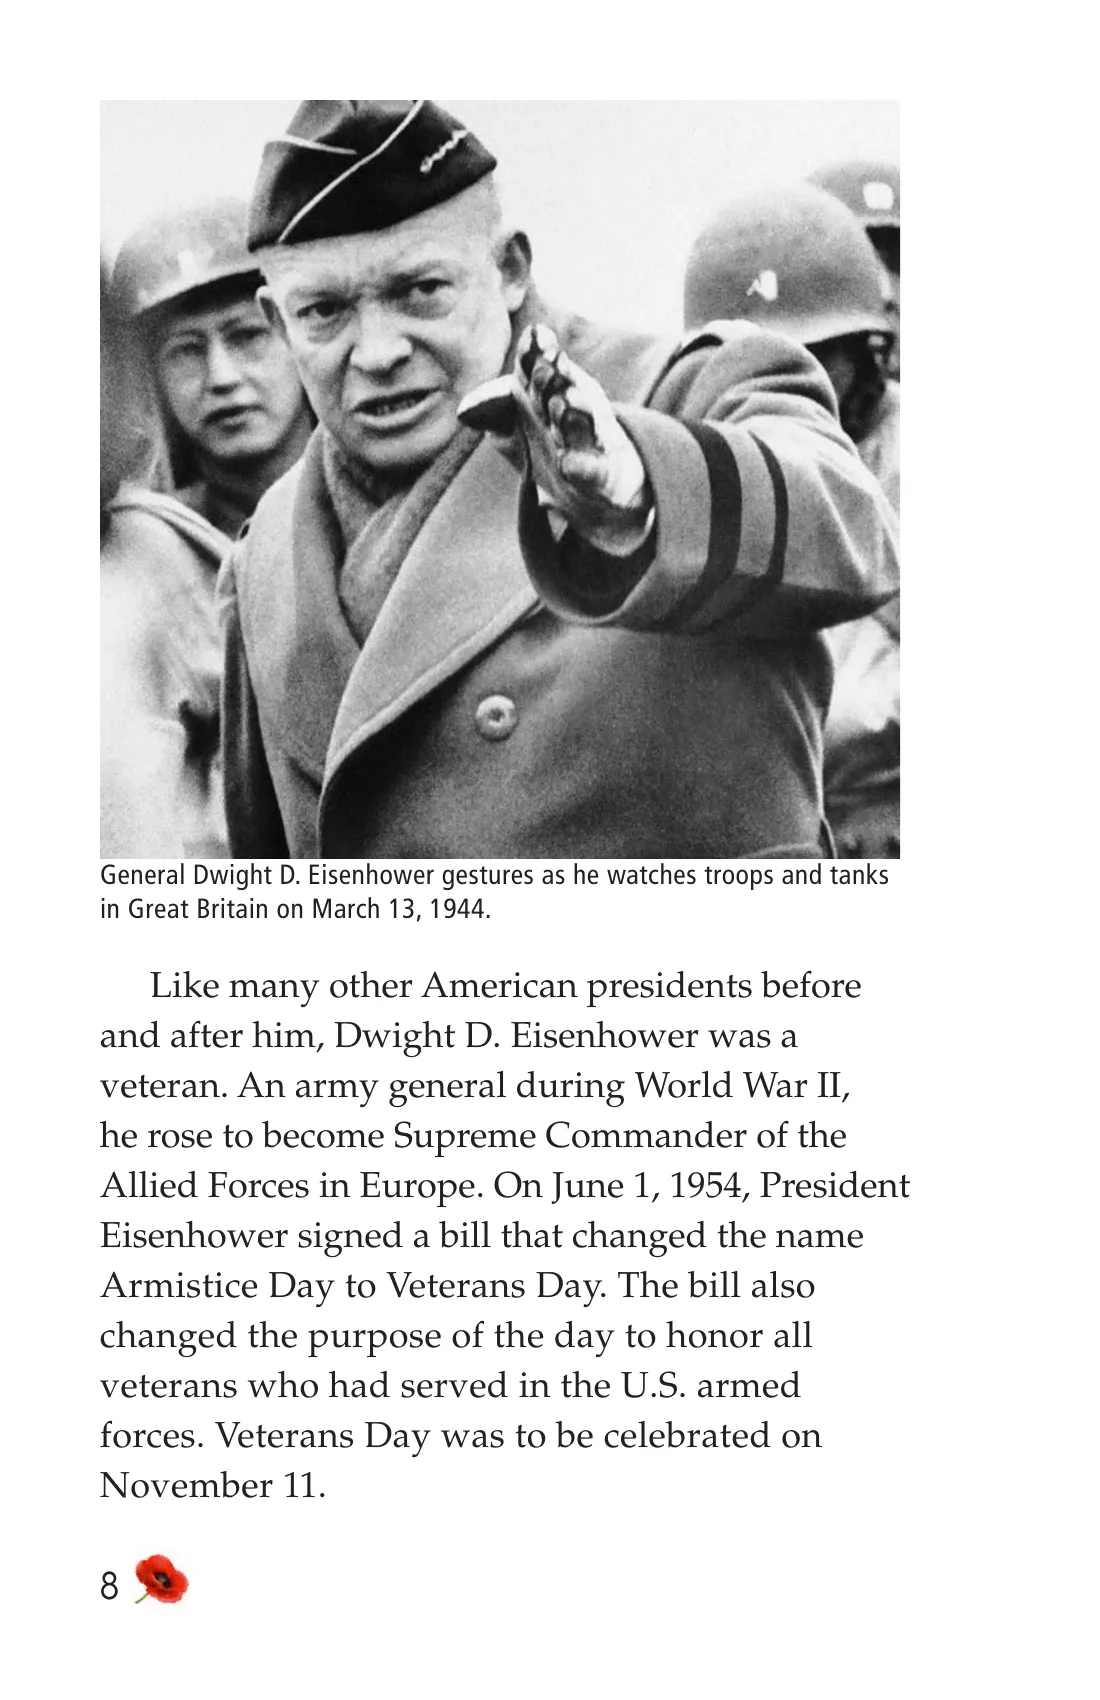 General Dwight D. Eisenhower gestures as he watches troops and tanks
in Great Britain on March 13, 1944.
Like many other American presidents before
and after him, Dwight D. Eisenhower was a
veteran. An army general during World War II,
he rose to become Supreme Commander of the
Allied Forces in Europe. On June 1, 1954, President
Eisenhower signed a bill that changed the name
Armistice Day to Veterans Day. The bill also
changed the purpose of the day to honor all
veterans who had served in the U.S. armed
forces. Veterans Day was to be celebrated on
November 11.
8